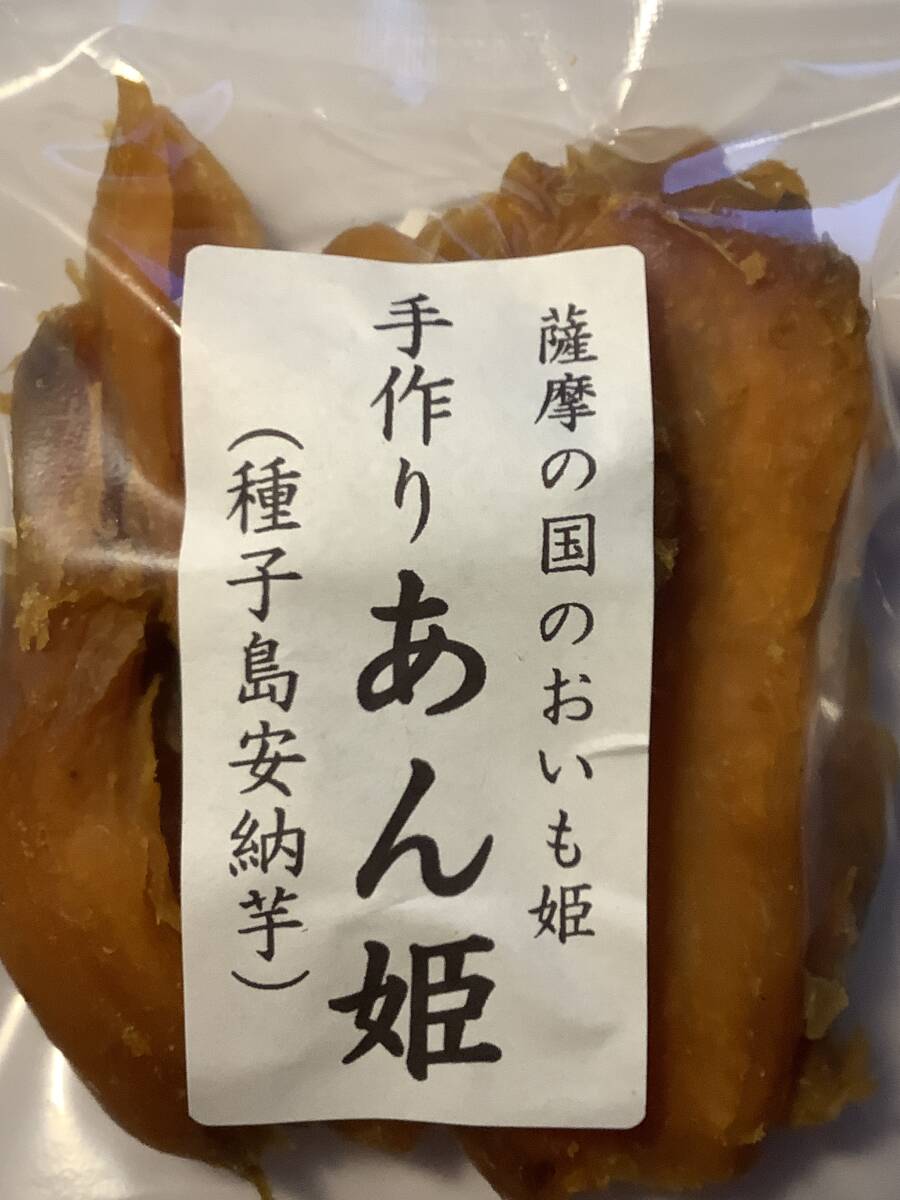 薩摩の国のおいも姫
手作りあん姫
（種子島安納芋）